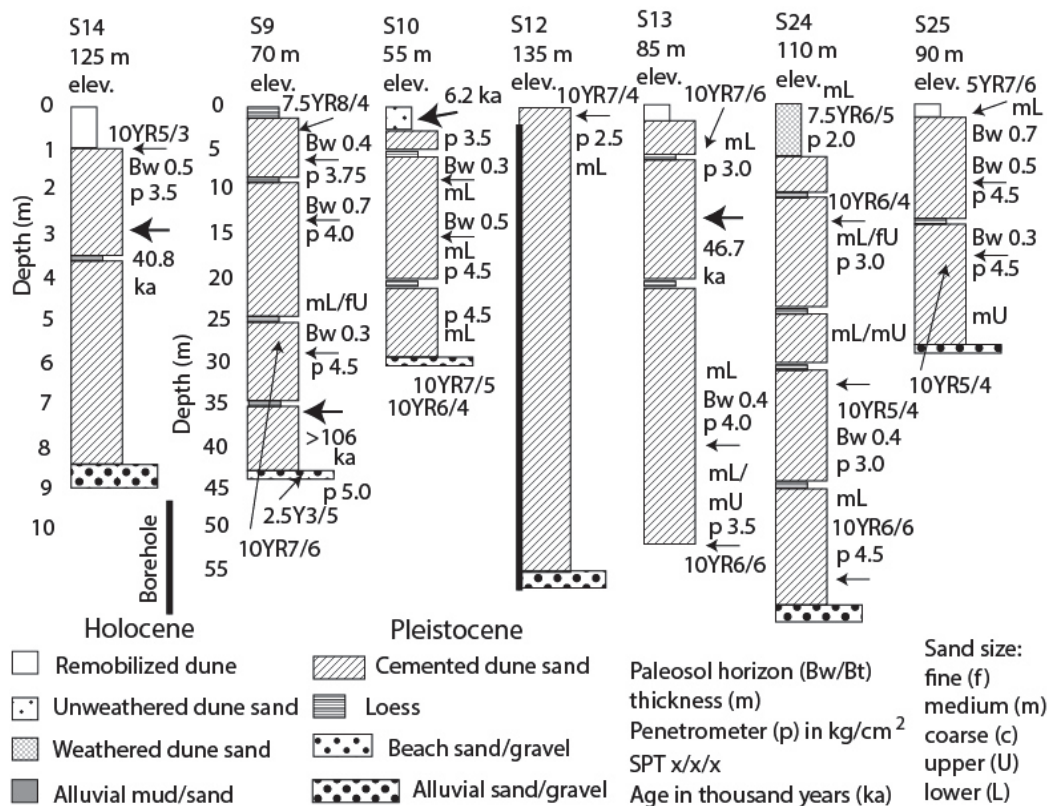 S14
125 m
elev.
0
1
2
3
4
5
6
7
8
9
10
Depth (m)
10YR5/3
Bw 0.5
p 3.5
40.8
ka
Borehole
S9
70 m
elev.
0
5
10
15
20
25
30
35
40
45
50
55
Depth (m)
7.5YR8/4
Bw 0.4
p 3.75
Bw 0.7
p 4.0
mL/fU
Bw 0.3
p 4.5
>106
ka
p 5.0
2.5Y3/5
10YR7/6
S10
55 m
elev.
6.2 ka
p 3.5
Bw 0.3
mL
Bw 0.5
mL
p 4.5
p 4.5
mL
10YR7/5
10YR6/4
S12
135 m
elev.
10YR7/4
p 2.5
mL
S13
85 m
elev.
10YR7/6
mL
p 3.0
46.7
ka
mL
Bw 0.4
p 4.0
mL/
mU
p 3.5
10YR6/6
S24
110 m
elev.
mL
7.5YR6/5
p 2.0
10YR6/4
mL/fU
p 3.0
mL/mU
10YR5/4
Bw 0.4
p 3.0
mL
10YR6/6
p 4.5
S25
90 m
elev.
5YR7/6
mL
Bw 0.7
Bw 0.5
p 4.5
Bw 0.3
p 4.5
mU
10YR5/4
Holocene
Remobilized dune
Unweathered dune sand
Weathered dune sand
Alluvial mud/sand
Pleistocene
Cemented dune sand
Loess
Beach sand/gravel
Alluvial sand/gravel
Paleosol horizon (Bw/Bt)
thickness (m)
Penetrometer (p) in kg/cm²
SPT x/x/x
Age in thousand years (ka)
Sand size:
fine (f)
medium (m)
coarse (c)
upper (U)
lower (L)